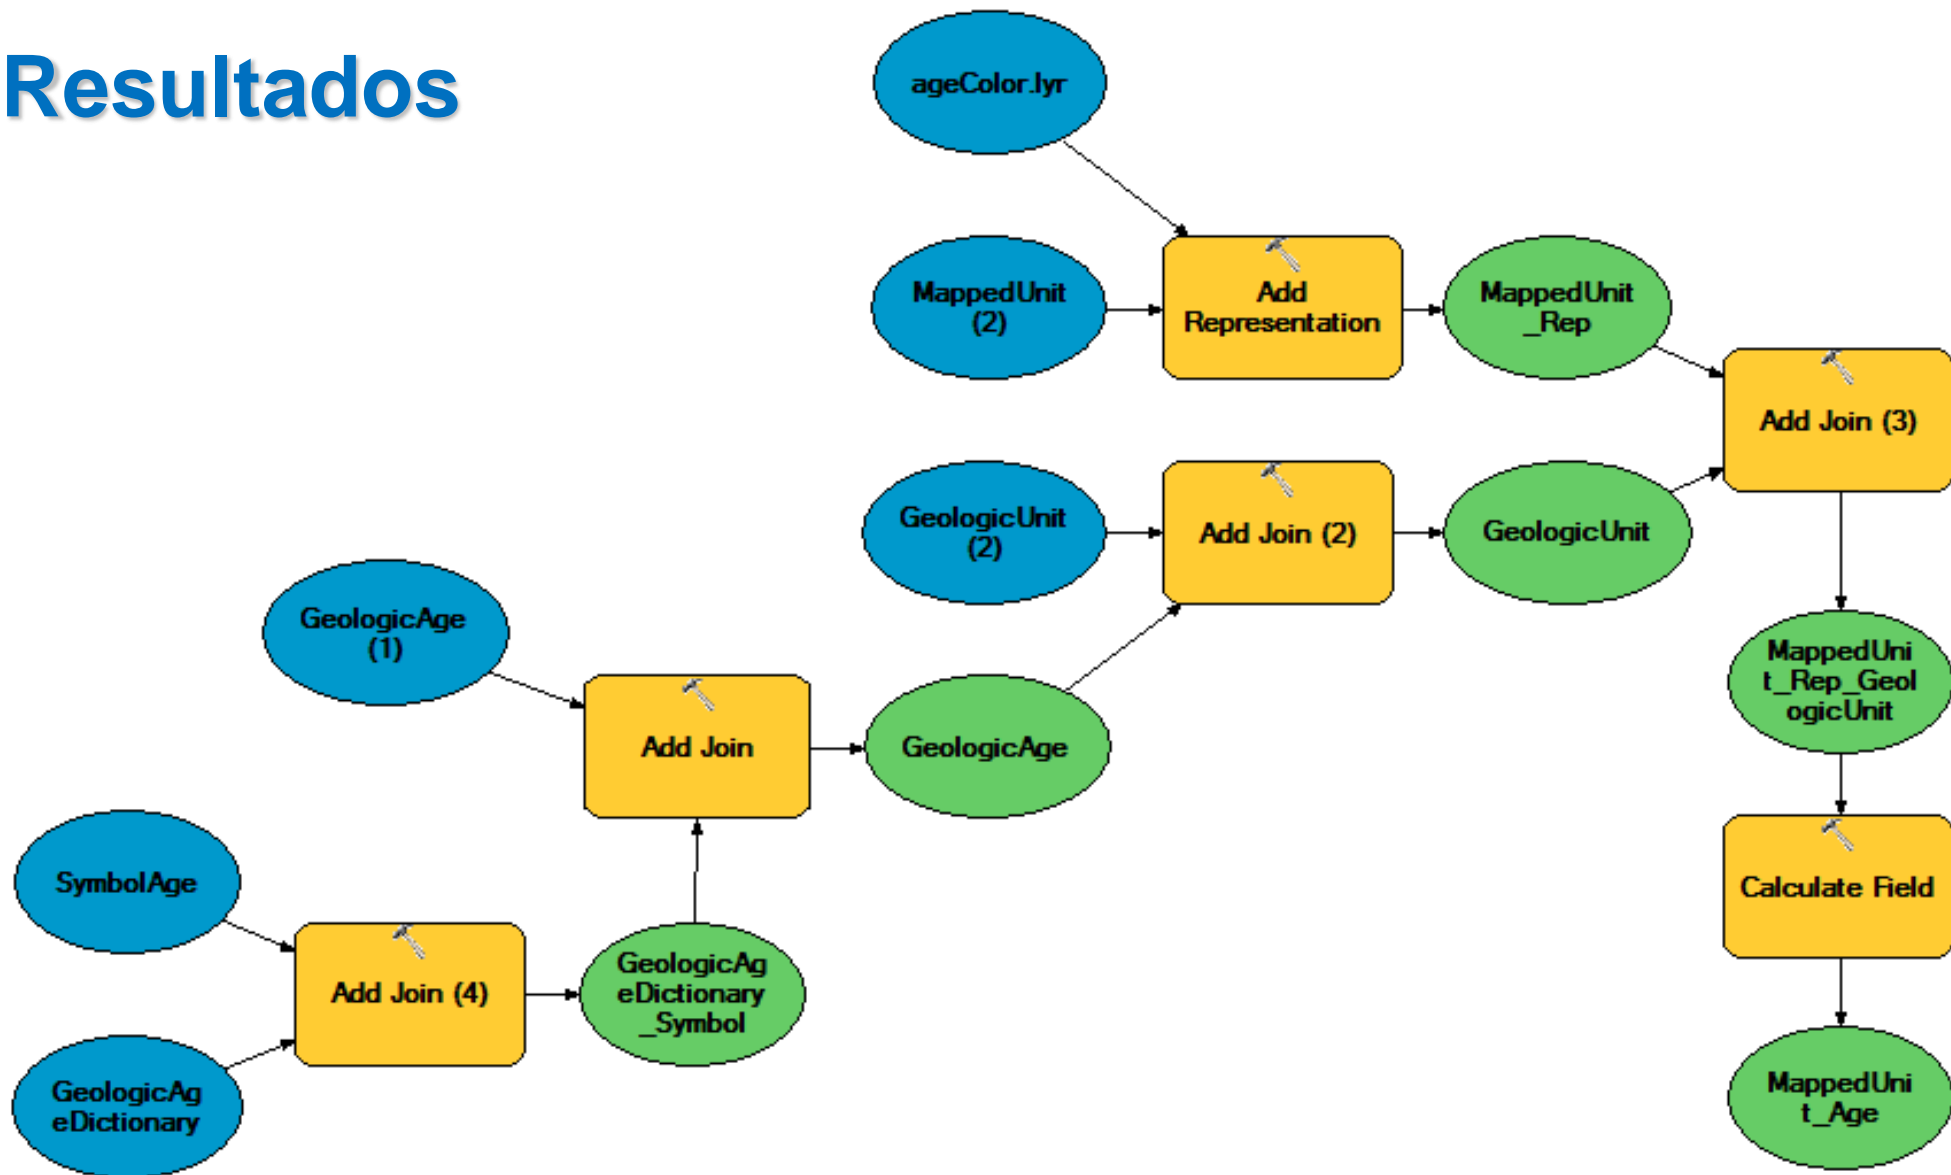 Resultados
ageColor.lyr
MappedUnit
(2)
Add
Representation
MappedUnit
_Rep
Add Join (3)
GeologicUnit
(2)
Add Join (2)
GeologicUnit
GeologicAge
(1)
Add Join
GeologicAge
MappedUni
t_Rep_Geol
ogicUnit
SymbolAge
Add Join (4)
GeologicAg
eDictionary
_Symbol
Calculate Field
GeologicAg
eDictionary
MappedUni
t_Age